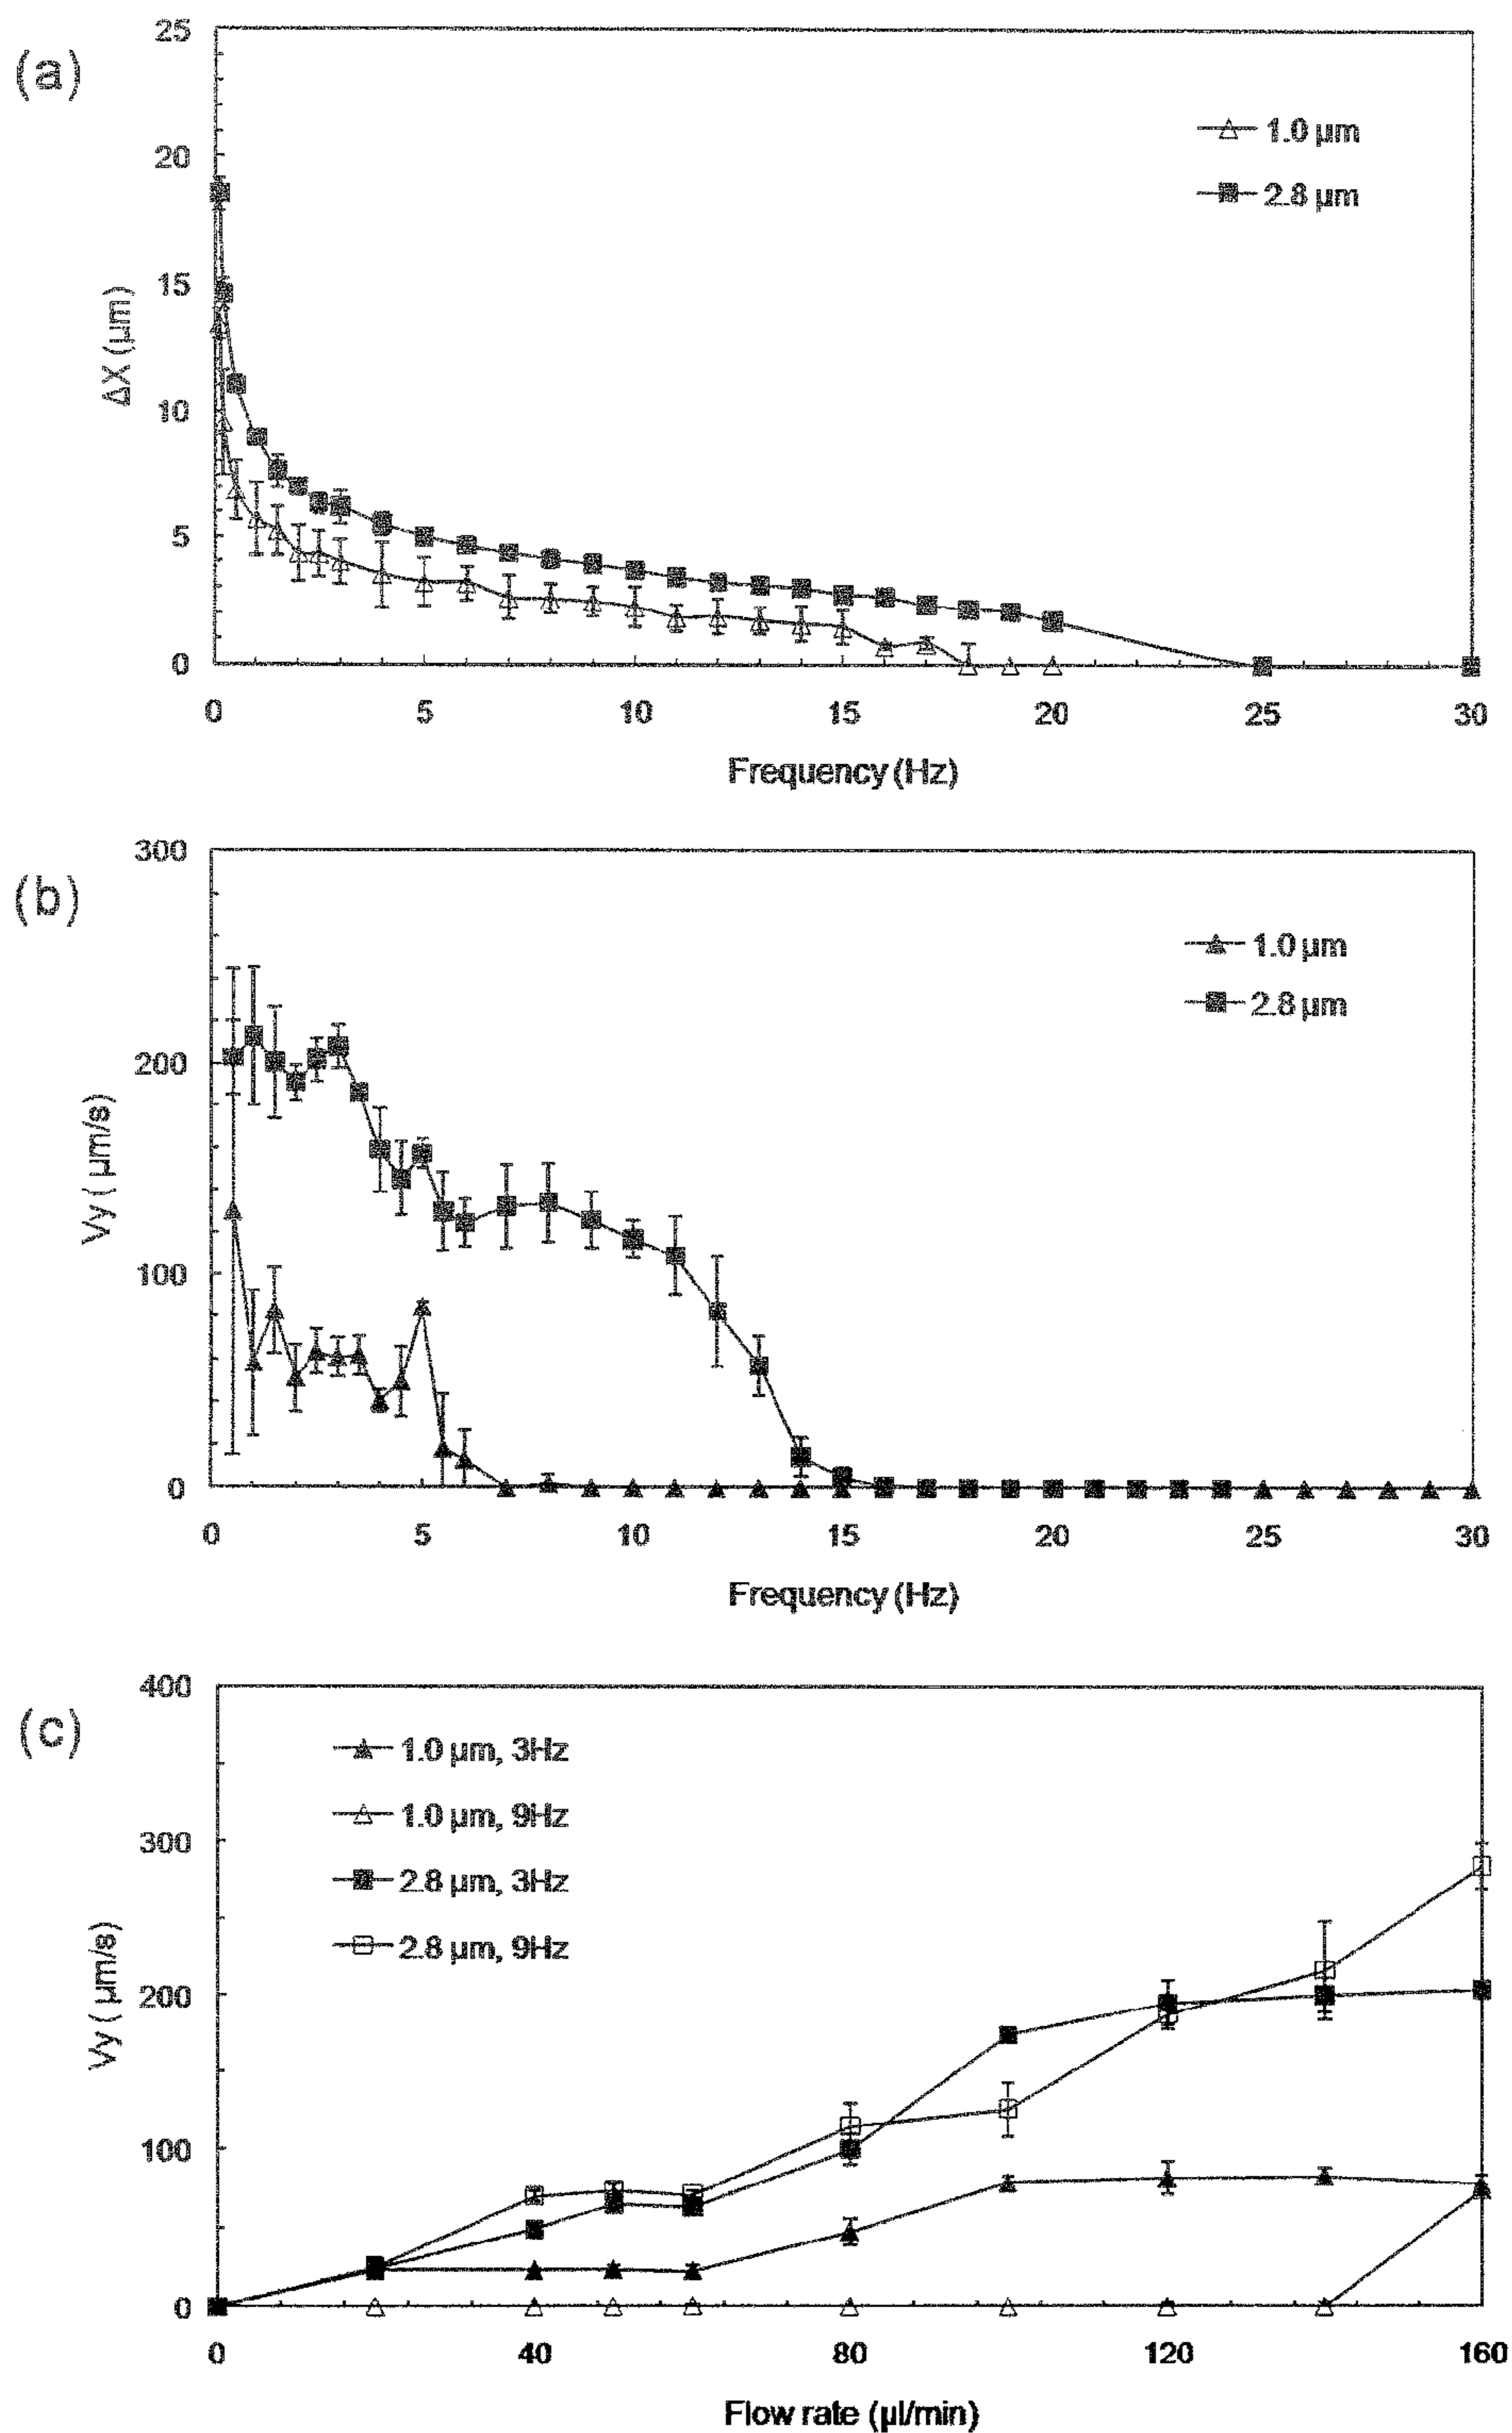 (a)
25
20
15
10
5
0
ΔX (µm)
1.0 µm
2.8 µm
0 5 10 15 20 25 30
Frequency (Hz)
(b)
300
200
100
0
Vy ( µm/s)
1.0 µm
2.8 µm
0 5 10 15 20 25 30
Frequency (Hz)
(c)
400
300
200
100
0
Vy ( µm/s)
1.0 µm, 3Hz
1.0 µm, 9Hz
2.8 µm, 3Hz
2.8 µm, 9Hz
0 40 80 120 160
Flow rate (µl/min)